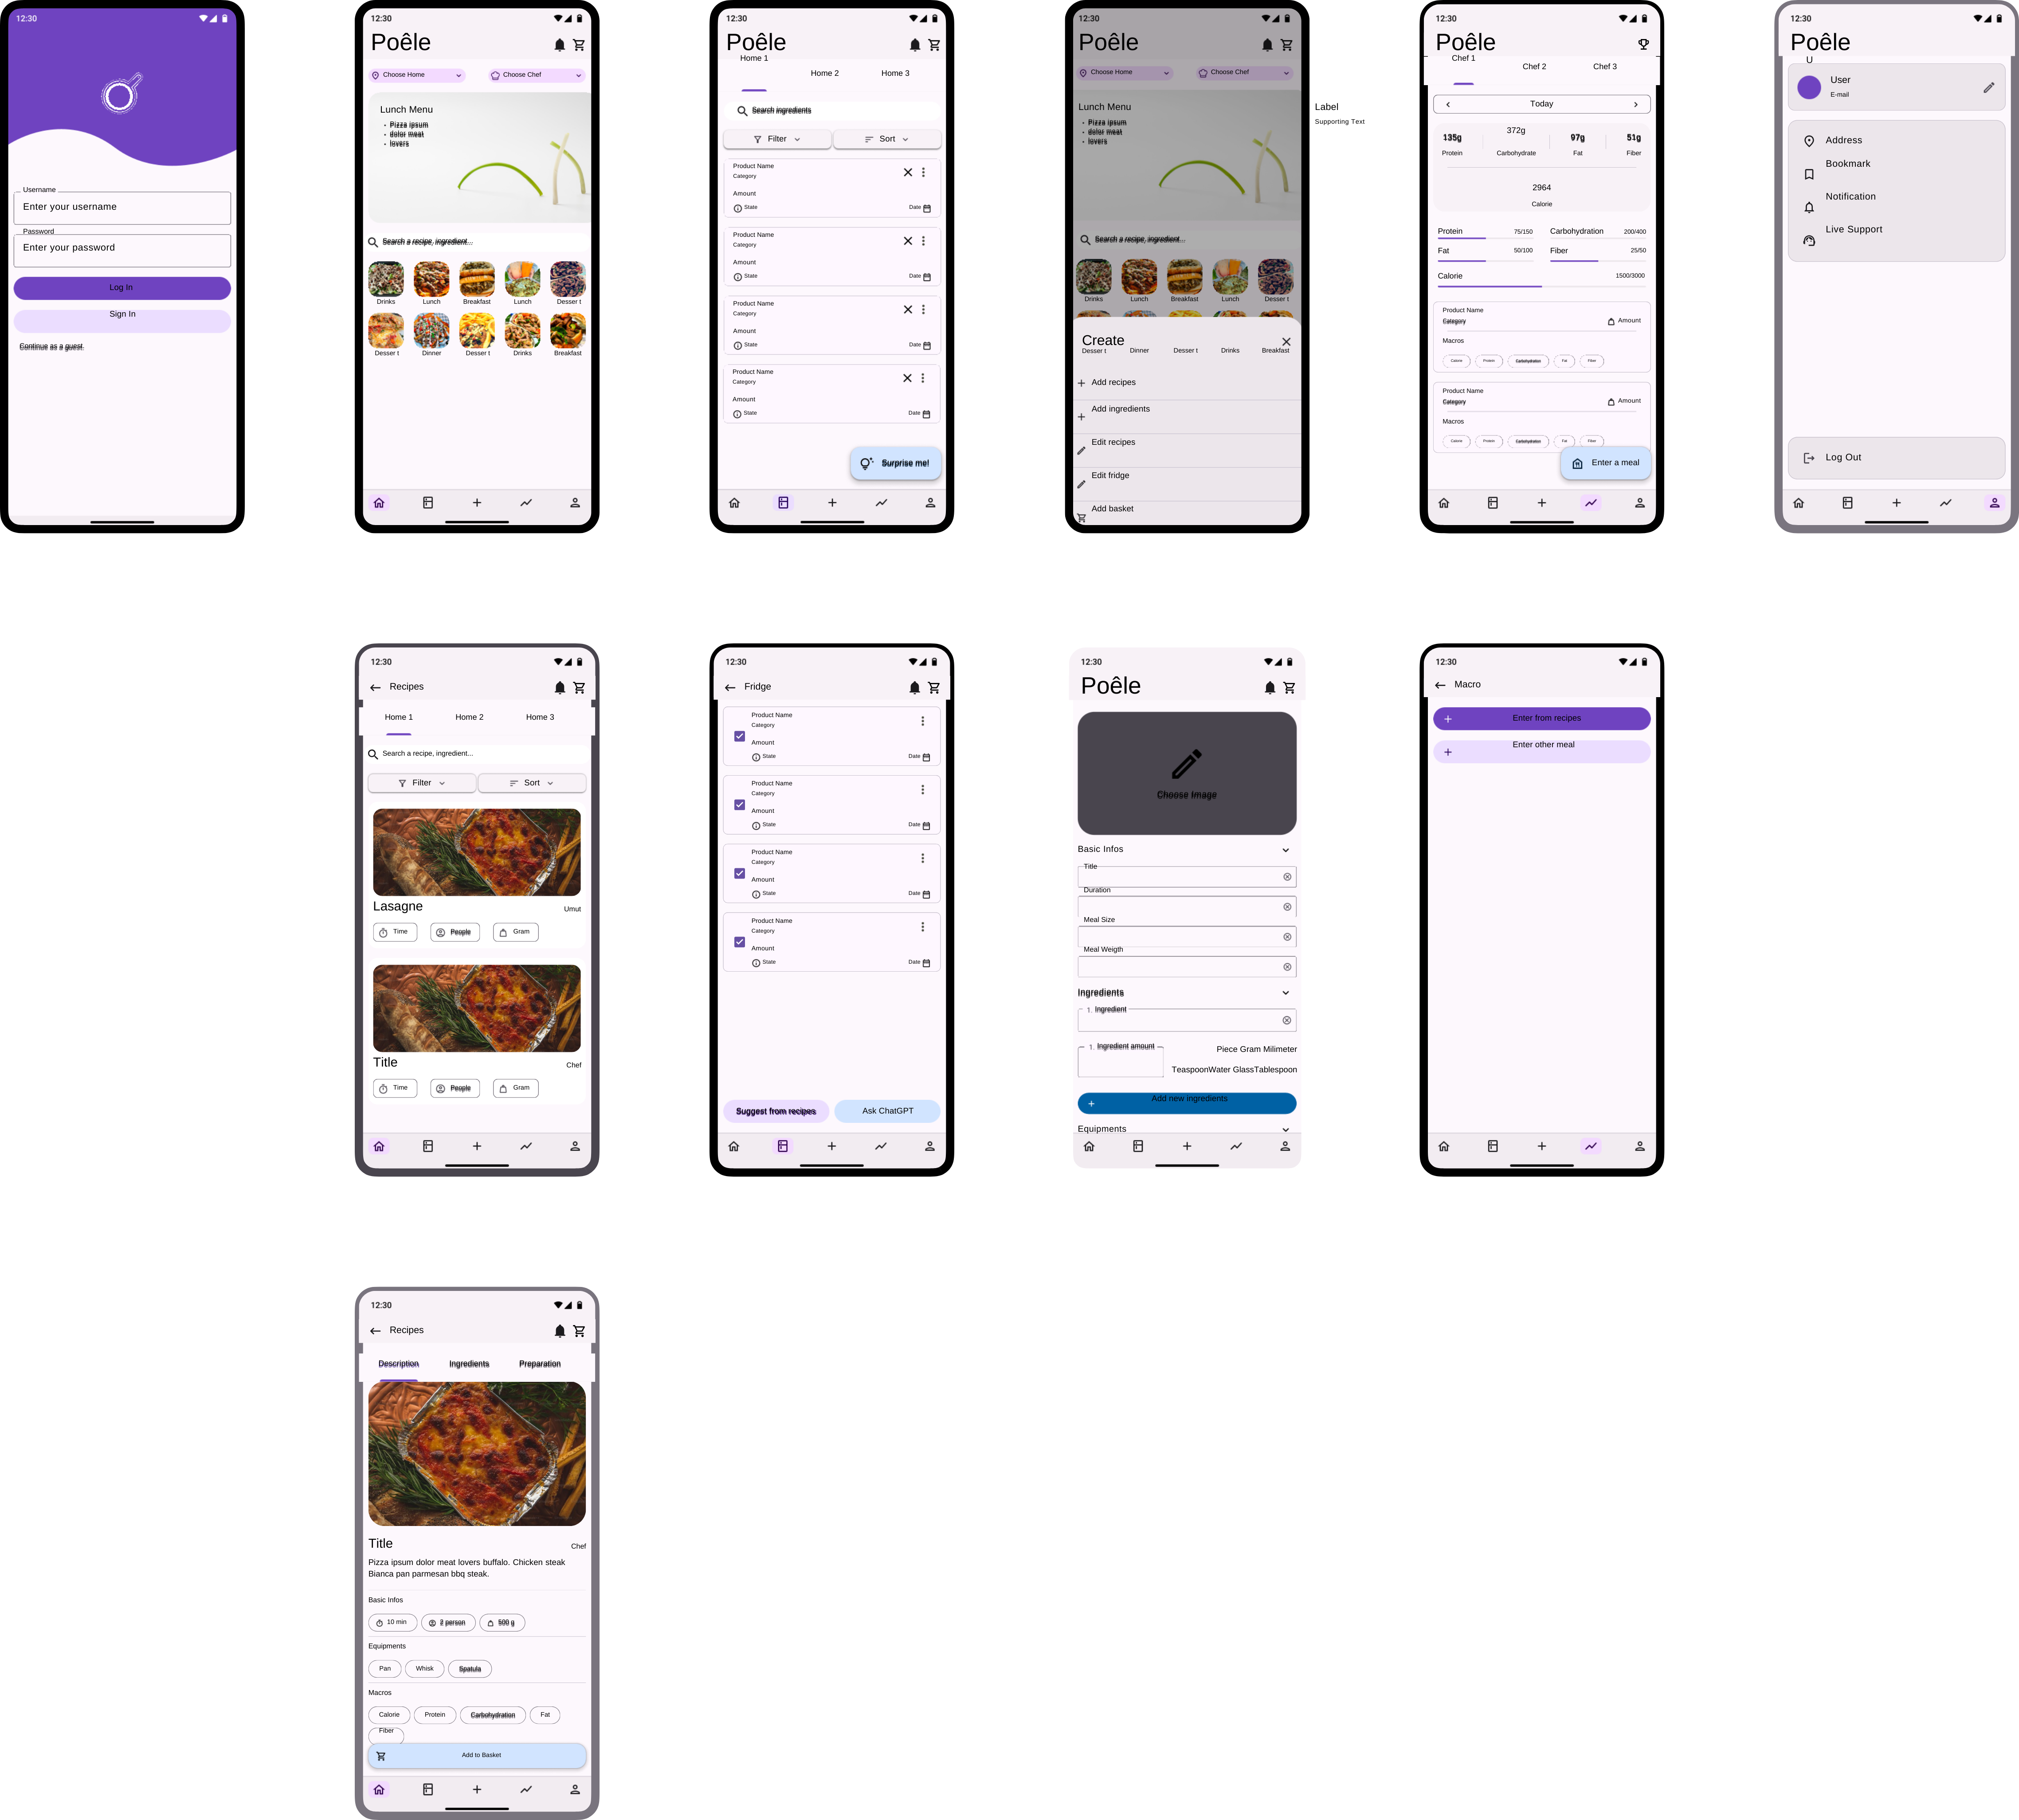 12:30
Username
Enter your username
Password
Enter your password
Log In
Sign In
Continue as a guest.
12:30
Poêle
Choose Home
Choose Chef
Lunch Menu
• Pizza ipsum
• dolor meat
• lovers
Search a recipe, ingredient...
Drinks
Lunch
Breakfast
Lunch
Desser t
Desser t
Dinner
Desser t
Drinks
Breakfast
12:30
Poêle
Home 1
Home 2
Home 3
Search ingredients
Filter
Sort
Product Name
Category
Amount
State
Date
Product Name
Category
Amount
State
Date
Product Name
Category
Amount
State
Date
Product Name
Category
Amount
State
Date
Surprise me!
12:30
Poêle
Choose Home
Choose Chef
Lunch Menu
• Pizza ipsum
• dolor meat
• lovers
Search a recipe, ingredient...
Drinks
Lunch
Breakfast
Lunch
Desser t
Create
Desser t
Dinner
Desser t
Drinks
Breakfast
Add recipes
Add ingredients
Edit recipes
Edit fridge
Add basket
Label
Supporting Text
12:30
Poêle
Chef 1
Chef 2
Chef 3
Today
135g
Protein
372g
Carbohydrate
97g
Fat
51g
Fiber
2964
Calorie
Protein
75/150
Carbohydration
200/400
Fat
50/100
Fiber
25/50
Calorie
1500/3000
Product Name
Category
Amount
Macros
Calorie
Protein
Carbohydration
Fat
Fiber
Product Name
Category
Amount
Macros
Calorie
Protein
Carbohydration
Fat
Fiber
Enter a meal
12:30
Poêle
U
User
E-mail
Address
Bookmark
Notification
Live Support
Log Out
12:30
Recipes
Home 1
Home 2
Home 3
Search a recipe, ingredient...
Filter
Sort
Lasagne
Umut
Time
People
Gram
Title
Chef
Time
People
Gram
12:30
Fridge
Product Name
Category
Amount
State
Date
Product Name
Category
Amount
State
Date
Product Name
Category
Amount
State
Date
Product Name
Category
Amount
State
Date
Suggest from recipes
Ask ChatGPT
12:30
Poêle
Choose Image
Basic Infos
Title
Duration
Meal Size
Meal Weigth
Ingredients
1. Ingredient
1. Ingredient amount
Piece Gram Milimeter
TeaspoonWater GlassTablespoon
Add new ingredients
Equipments
12:30
Macro
Enter from recipes
Enter other meal
12:30
Recipes
Description
Ingredients
Preparation
Title
Chef
Pizza ipsum dolor meat lovers buffalo. Chicken steak
Bianca pan parmesan bbq steak.
Basic Infos
10 min
2 person
500 g
Equipments
Pan
Whisk
Spatula
Macros
Calorie
Protein
Carbohydration
Fat
Fiber
Add to Basket